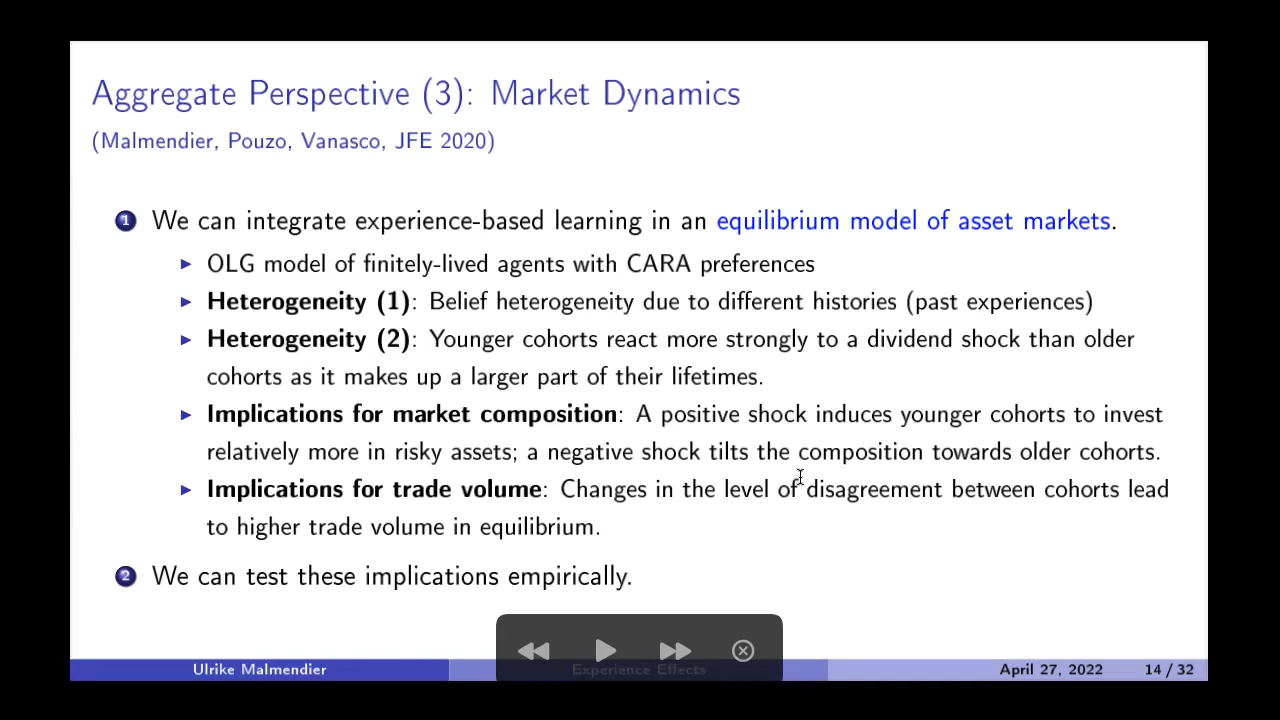 Aggregate Perspective (3): Market Dynamics
(Malmendier, Pouzo, Vanasco, JFE 2020)
1 We can integrate experience-based learning in an equilibrium model of asset markets.
▶ OLG model of finitely-lived agents with CARA preferences
▶ Heterogeneity (1): Belief heterogeneity due to different histories (past experiences)
▶ Heterogeneity (2): Younger cohorts react more strongly to a dividend shock than older
cohorts as it makes up a larger part of their lifetimes.
▶ Implications for market composition: A positive shock induces younger cohorts to invest
relatively more in risky assets; a negative shock tilts the composition towards older cohorts.
▶ Implications for trade volume: Changes in the level of disagreement between cohorts lead
to higher trade volume in equilibrium.
2 We can test these implications empirically.
Ulrike Malmendier Experience Effects April 27, 2022 14 / 32